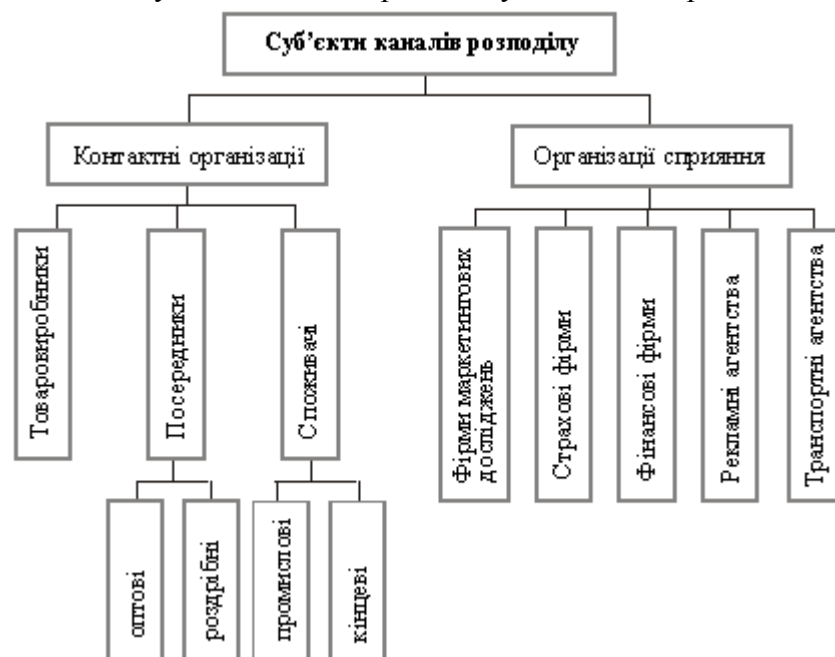 Суб’єкти каналів розподілу
Контактні організації
Організації сприяння
Товаровиробники
Посередники
Споживачі
Фірми маркетингових
досліджень
Страхові фірми
Фінансові фірми
Рекламні агентства
Транспортні агентства
оптові
роздрібні
промислові
кінцеві